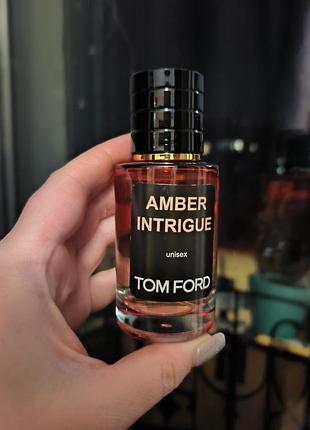 AMBER
INTRIGUE
unisex
TOM FORD